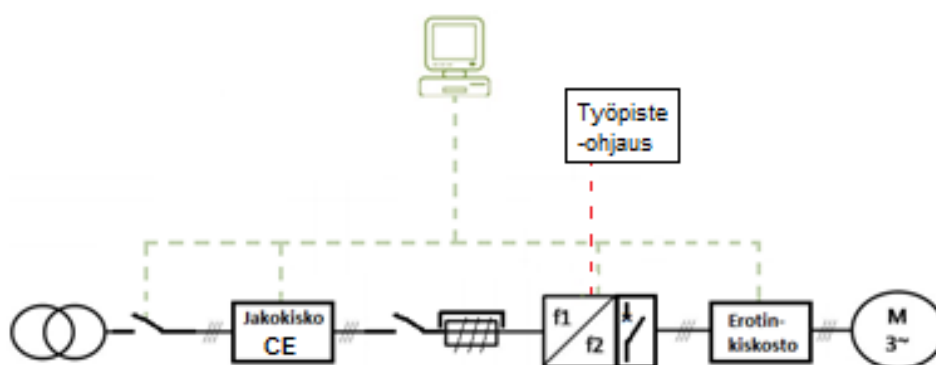 Työpiste
-ohjaus
Jakokisko
CE
f1
f2
Erotin-
kiskosto
M
3~